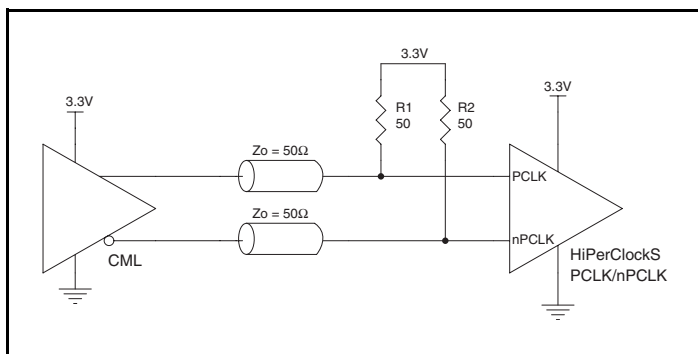 3.3V
3.3V
R1
50
R2
50
3.3V
Zo = 50Ω
PCLK
Zo = 50Ω
nPCLK
CML
HiPerClockS
PCLK/nPCLK